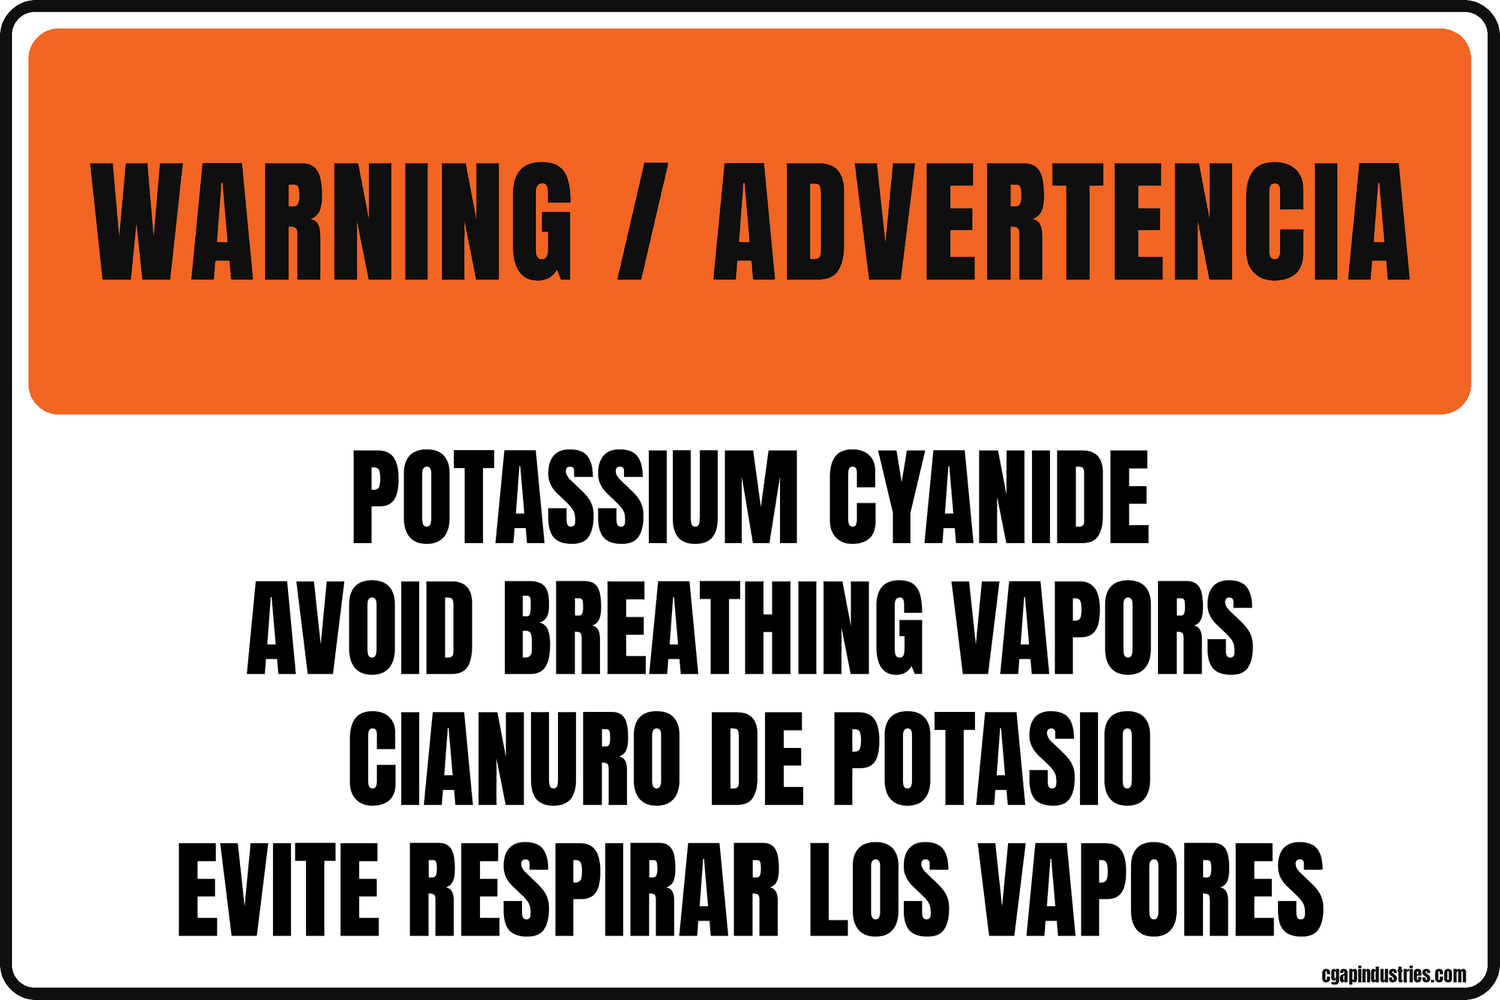 WARNING / ADVERTENCIA
POTASSIUM CYANIDE
AVOID BREATHING VAPORS
CIANURO DE POTASIO
EVITE RESPIRAR LOS VAPORES
cgapindustries.com